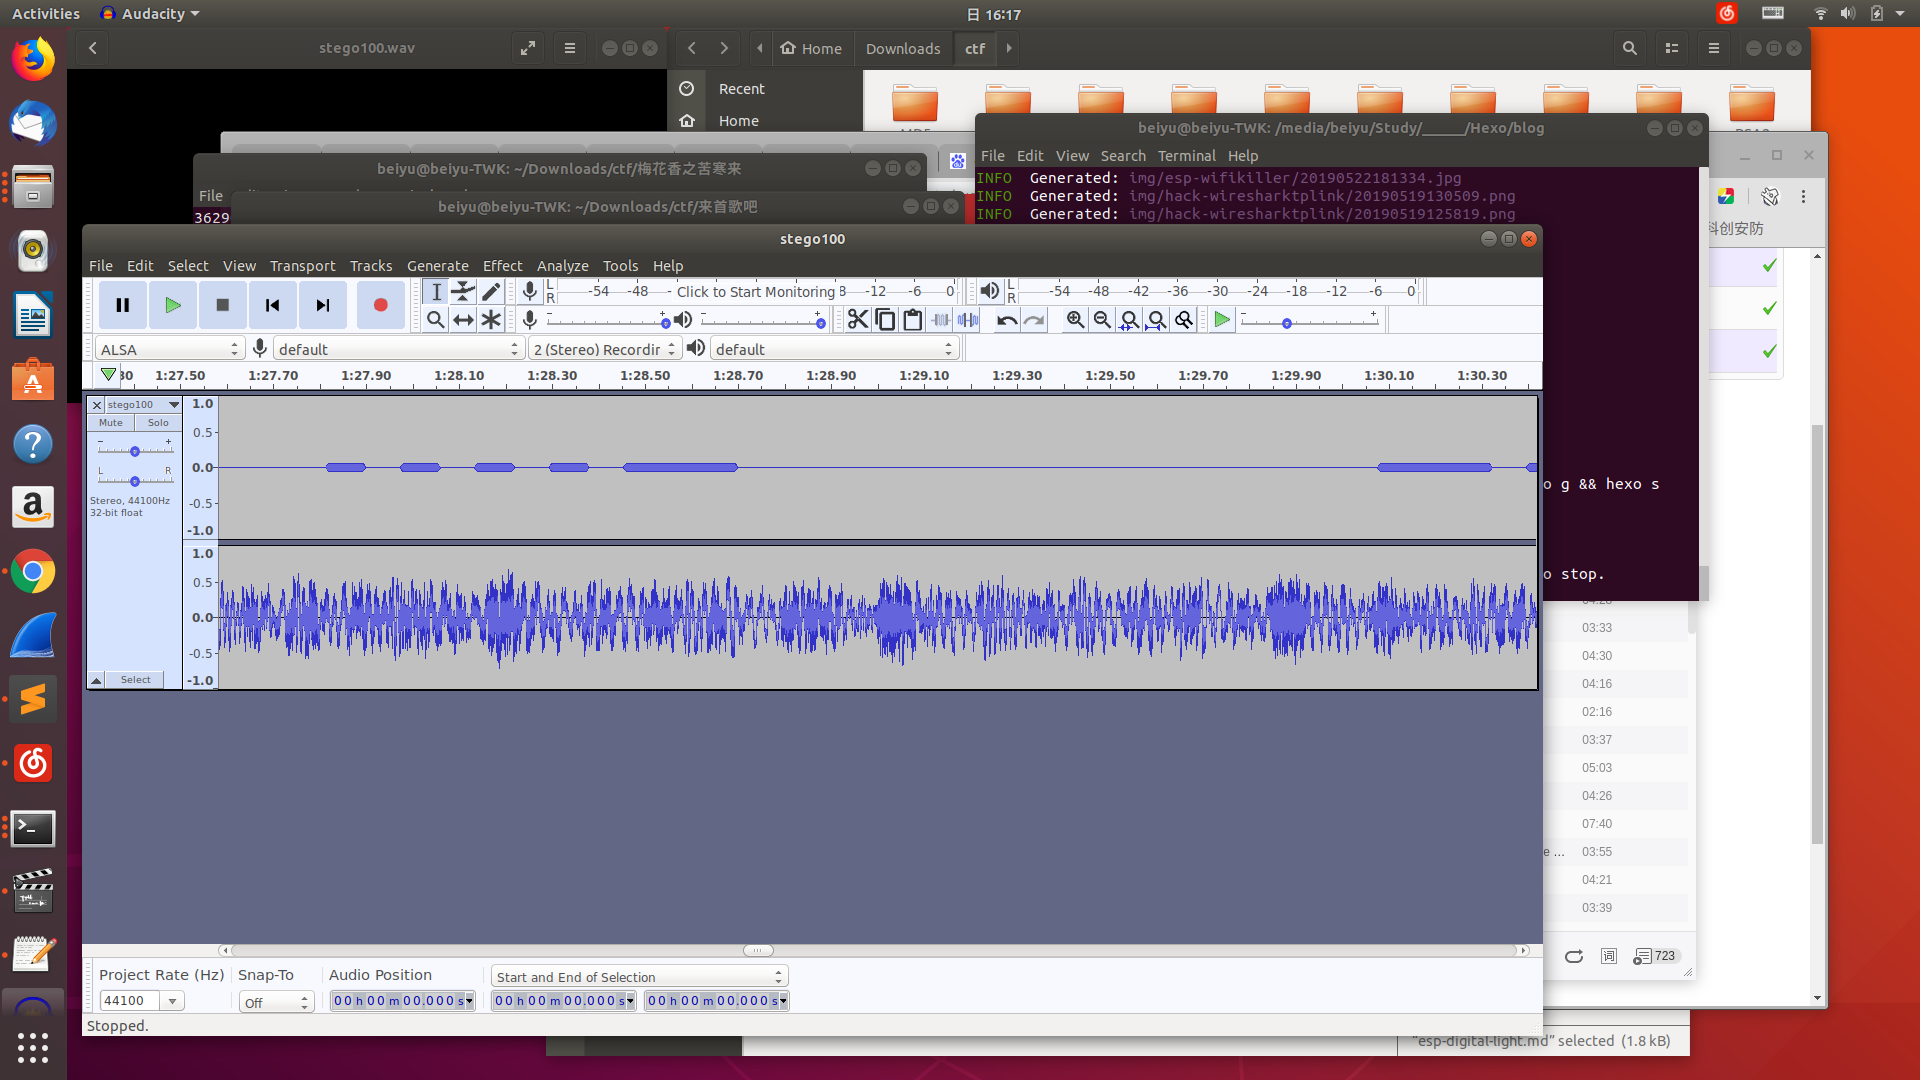 Activities
Audacity
日 16:17
stego100.wav
Home
Downloads
ctf
Recent
Home
beiyu@beiyu-TWK: /media/beiyu/Study/______/Hexo/blog
File Edit View Search Terminal Help
INFO Generated: img/esp-wifikiller/20190522181334.jpg
INFO Generated: img/hack-wiresharktplink/20190519130509.png
INFO Generated: img/hack-wiresharktplink/20190519125819.png
beiyu@beiyu-TWK: ~/Downloads/ctf/梅花香之苦寒来
File
3629
beiyu@beiyu-TWK: ~/Downloads/ctf/来首歌吧
科创安防
stego100
File Edit Select View Transport Tracks Generate Effect Analyze Tools Help
L
R
-54 -48 Click to Start Monitoring -12 -6 0
L
R
-54 -48 -42 -36 -30 -24 -18 -12 -6 0
ALSA
default
2 (Stereo) Recordir
default
1:27.50 1:27.70 1:27.90 1:28.10 1:28.30 1:28.50 1:28.70 1:28.90 1:29.10 1:29.30 1:29.50 1:29.70 1:29.90 1:30.10 1:30.30
stego100
Mute Solo
- +
L R
Stereo, 44100Hz
32-bit float
Select
1.0
0.5
0.0
-0.5
-1.0
1.0
0.5
0.0
-0.5
-1.0
o g && hexo s
o stop.
04:28
03:33
04:30
04:16
02:16
03:37
05:03
04:26
07:40
e ... 03:55
04:21
03:39
词
723
Project Rate (Hz)
Snap-To
Audio Position
Start and End of Selection
44100
Off
00 h 00 m 00.000 s
00 h 00 m 00.000 s
00 h 00 m 00.000 s
Stopped.
"esp-digital-light.md" selected (1.8 kB)